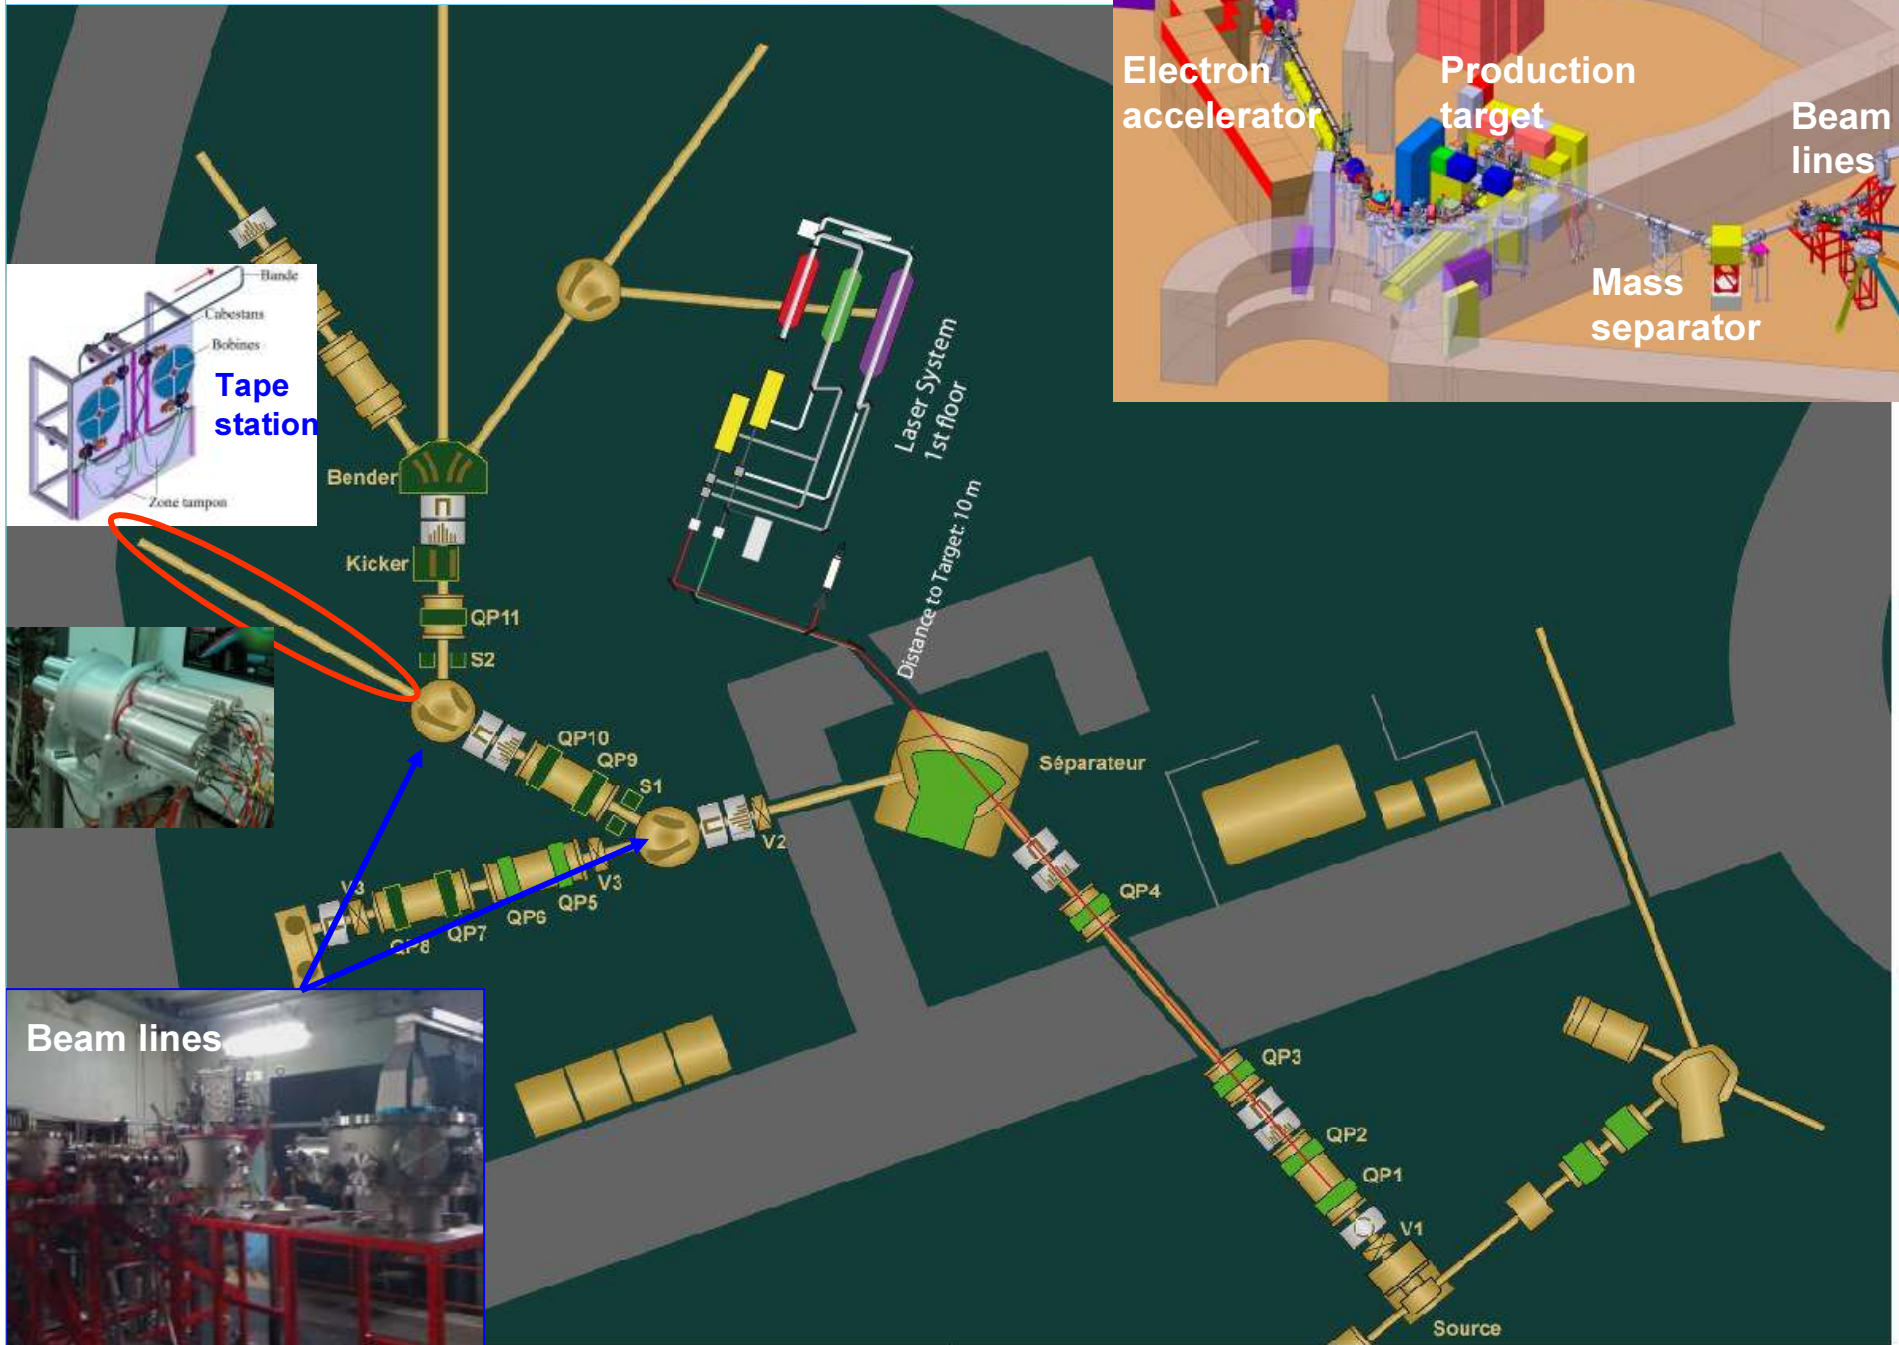 Electron
accelerator
Production
target
Beam
lines
Mass
separator
Bande
Cabestans
Bobines
Tape
station
Zone tampon
Laser System
1st floor
Distance to Target: 10 m
Bender
Kicker
QP11
S2
QP10
QP9
S1
Séparateur
V2
V3
V3
QP5
QP6
QP7
QP8
QP4
QP3
QP2
QP1
V1
Source
Beam lines